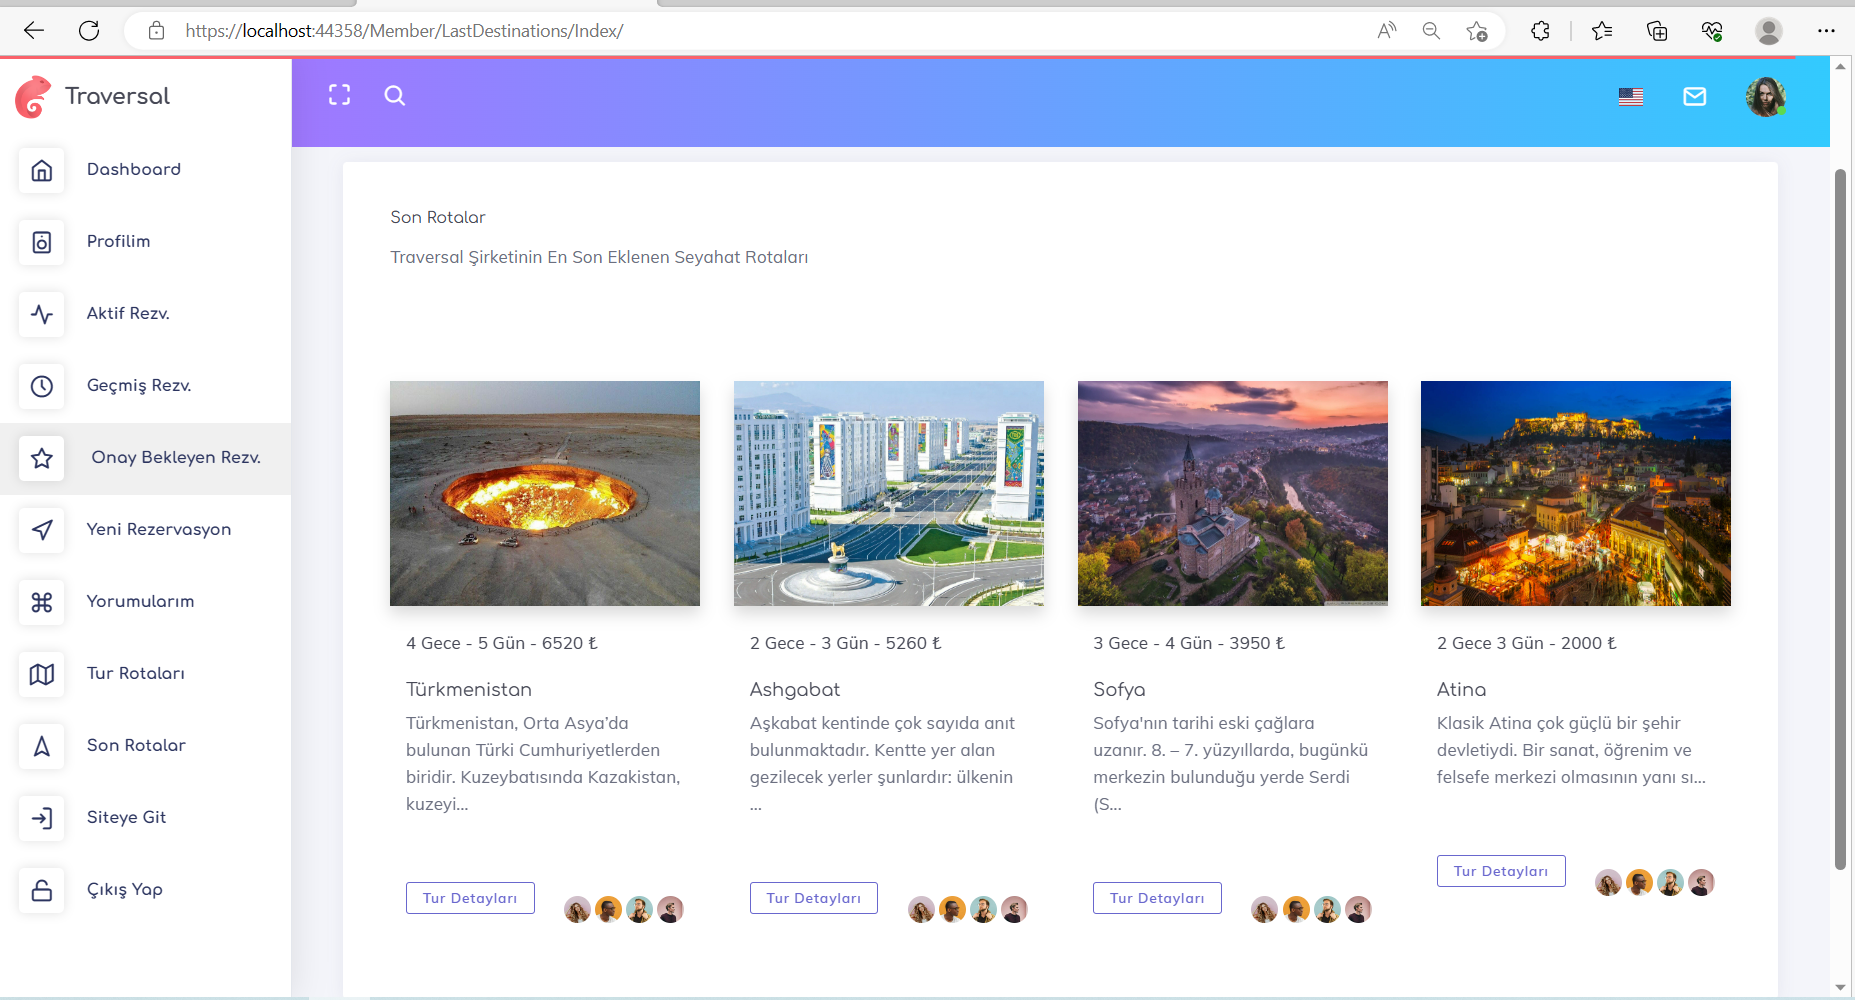 https://localhost:44358/Member/LastDestinations/Index/
Traversal
Dashboard
Profilim
Aktif Rezv.
Geçmiş Rezv.
Onay Bekleyen Rezv.
Yeni Rezervasyon
Yorumularım
Tur Rotaları
Son Rotalar
Siteye Git
Çıkış Yap
Son Rotalar
Traversal Şirketinin En Son Eklenen Seyahat Rotaları
4 Gece - 5 Gün - 6520 ₺
Türkmenistan
Türkmenistan, Orta Asya’da
bulunan Türki Cumhuriyetlerden
biridir. Kuzeybatısında Kazakistan,
kuzeyi...
Tur Detayları
2 Gece - 3 Gün - 5260 ₺
Ashgabat
Aşkabat kentinde çok sayıda anıt
bulunmaktadır. Kentte yer alan
gezilecek yerler şunlardır: ülkenin
...
Tur Detayları
3 Gece - 4 Gün - 3950 ₺
Sofya
Sofya'nın tarihi eski çağlara
uzanır. 8. – 7. yüzyıllarda, bugünkü
merkezin bulunduğu yerde Serdi
(S...
Tur Detayları
2 Gece 3 Gün - 2000 ₺
Atina
Klasik Atina çok güçlü bir şehir
devletiydi. Bir sanat, öğrenim ve
felsefe merkezi olmasının yanı sı...
Tur Detayları